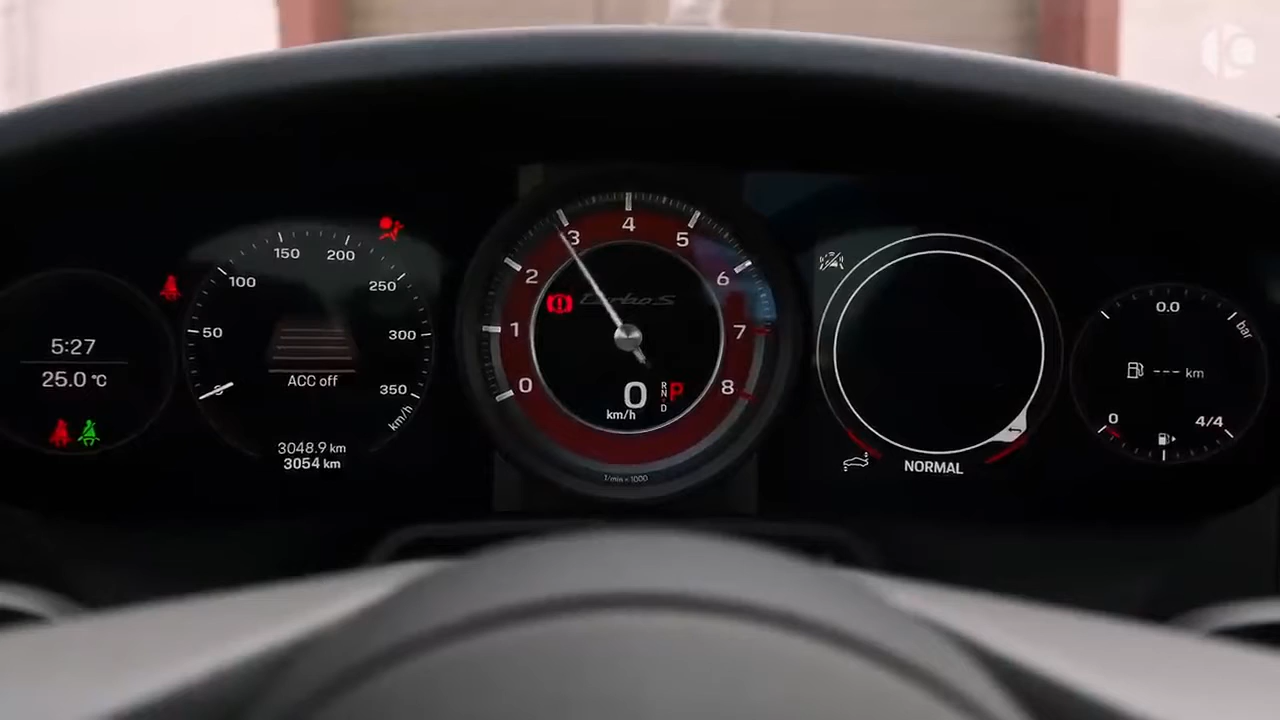 5:27
25.0 °C
0
50
100
150
200
250
300
350
km/h
ACC off
3048.9 km
3054 km
0
1
2
3
4
5
6
7
8
Turbo S
0
km/h
R
N
D
P
1/min × 1000
NORMAL
0.0
bar
--- km
0
4/4